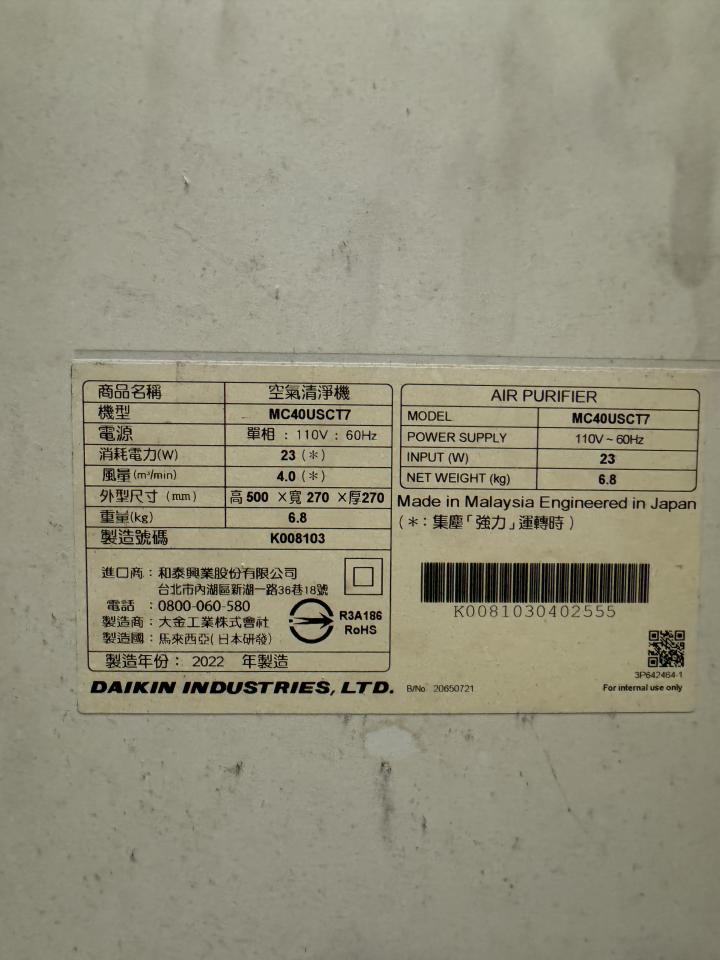 商品名稱 空氣清淨機
機型 MC40USCT7
電源 單相：110V：60Hz
消耗電力(W) 23（＊）
風量(m³/min) 4.0（＊）
外型尺寸（mm） 高500 ×寬 270 ×厚270
重量(kg) 6.8
製造號碼 K008103
進口商：和泰興業股份有限公司
台北市內湖區新湖一路36巷18號
電話：0800-060-580
製造商：大金工業株式會社
製造國：馬來西亞(日本研發)
R3A186
RoHS
製造年份： 2022 年製造
DAIKIN INDUSTRIES, LTD.
AIR PURIFIER
MODEL MC40USCT7
POWER SUPPLY 110V ~ 60Hz
INPUT (W) 23
NET WEIGHT (kg) 6.8
Made in Malaysia Engineered in Japan
（＊：集塵「強力」運轉時）
K0081030402555
3P642464-1
B/No 20650721
For internal use only